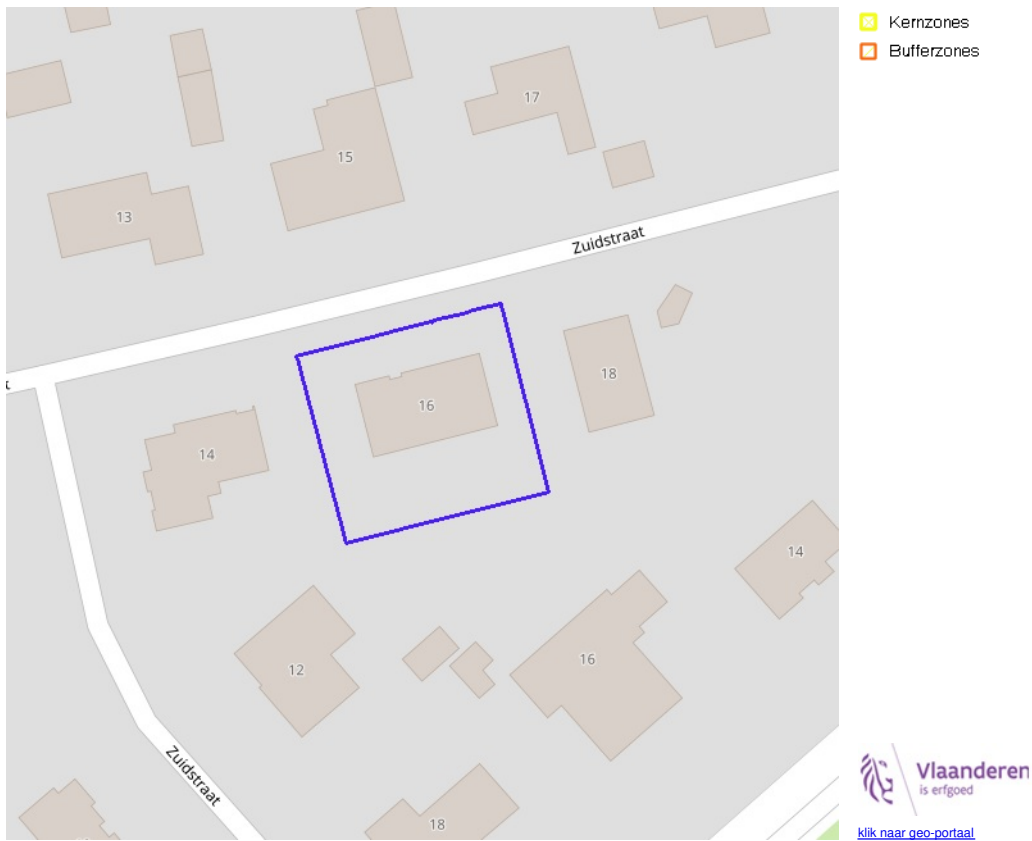 Kernzones
Bufferzones
17
15
13
Zuidstraat
18
16
14
14
16
12
Zuidstraat
18
Vlaanderen
is erfgoed
klik naar geo-portaal